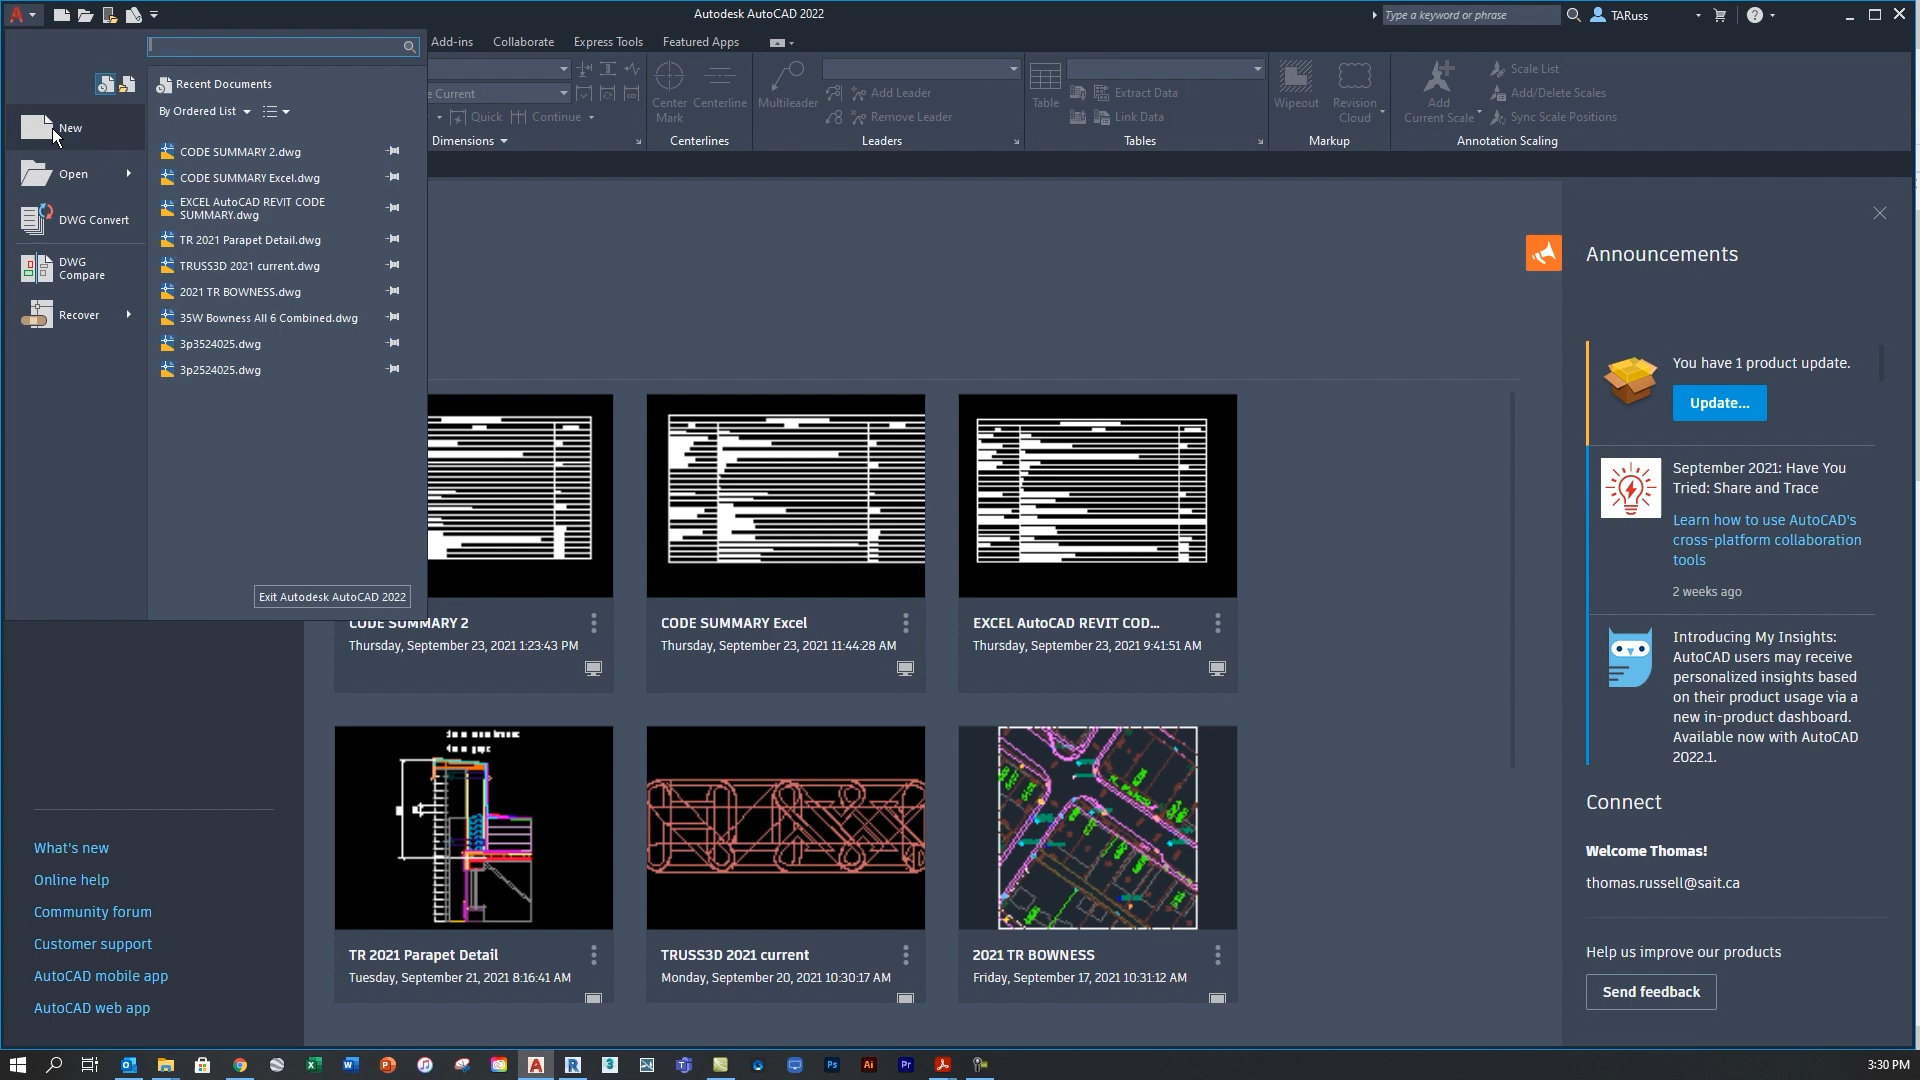 Autodesk AutoCAD 2022
Type a keyword or phrase
TARuss
Add-ins
Collaborate
Express Tools
Featured Apps
e Current
Quick
Continue
Dimensions
Center Mark
Centerline
Centerlines
Multileader
Add Leader
Remove Leader
Leaders
Table
Extract Data
Link Data
Tables
Wipeout
Revision Cloud
Markup
Add Current Scale
Scale List
Add/Delete Scales
Sync Scale Positions
Annotation Scaling
New
Open
DWG Convert
DWG
Compare
Recover
Recent Documents
By Ordered List
CODE SUMMARY 2.dwg
CODE SUMMARY Excel.dwg
EXCEL AutoCAD REVIT CODE
SUMMARY.dwg
TR 2021 Parapet Detail.dwg
TRUSS3D 2021 current.dwg
2021 TR BOWNESS.dwg
35W Bowness All 6 Combined.dwg
3p3524025.dwg
3p2524025.dwg
Exit Autodesk AutoCAD 2022
CODE SUMMARY 2
Thursday, September 23, 2021 1:23:43 PM
CODE SUMMARY Excel
Thursday, September 23, 2021 11:44:28 AM
EXCEL AutoCAD REVIT COD...
Thursday, September 23, 2021 9:41:51 AM
TR 2021 Parapet Detail
Tuesday, September 21, 2021 8:16:41 AM
TRUSS3D 2021 current
Monday, September 20, 2021 10:30:17 AM
2021 TR BOWNESS
Friday, September 17, 2021 10:31:12 AM
What's new
Online help
Community forum
Customer support
AutoCAD mobile app
AutoCAD web app
Announcements
You have 1 product update.
Update...
September 2021: Have You
Tried: Share and Trace
Learn how to use AutoCAD's
cross-platform collaboration
tools
2 weeks ago
Introducing My Insights:
AutoCAD users may receive
personalized insights based
on their product usage via a
new in-product dashboard.
Available now with AutoCAD
2022.1.
Connect
Welcome Thomas!
thomas.russell@sait.ca
Help us improve our products
Send feedback
3:30 PM